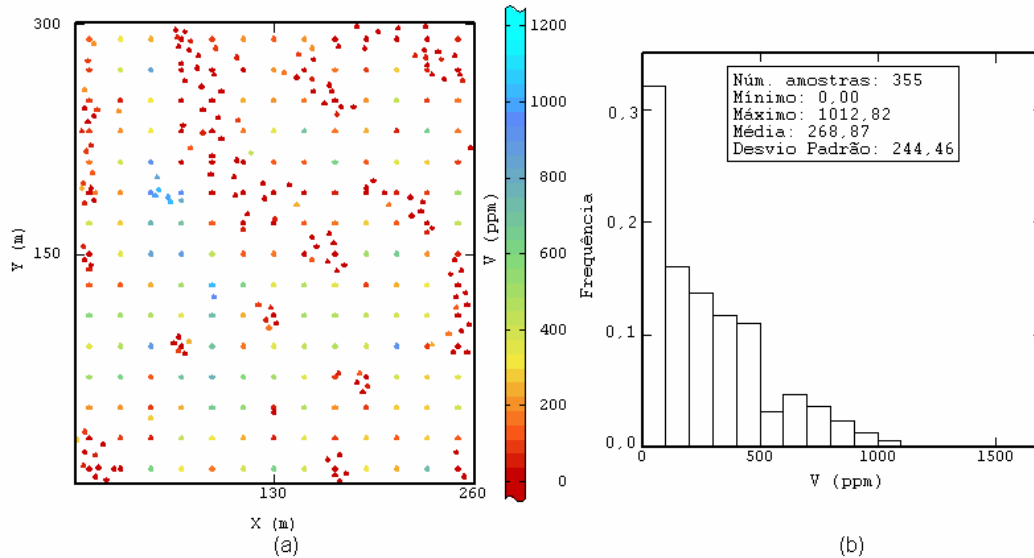 300
150
Y (m)
130
260
X (m)
(a)
1200
1000
800
600
400
200
0
V (ppm)
Núm. amostras: 355
Mínimo: 0,00
Máximo: 1012,82
Média: 268,87
Desvio Padrão: 244,46
0,3
0,2
0,1
0,0
Frequência
0
500
1000
1500
V (ppm)
(b)